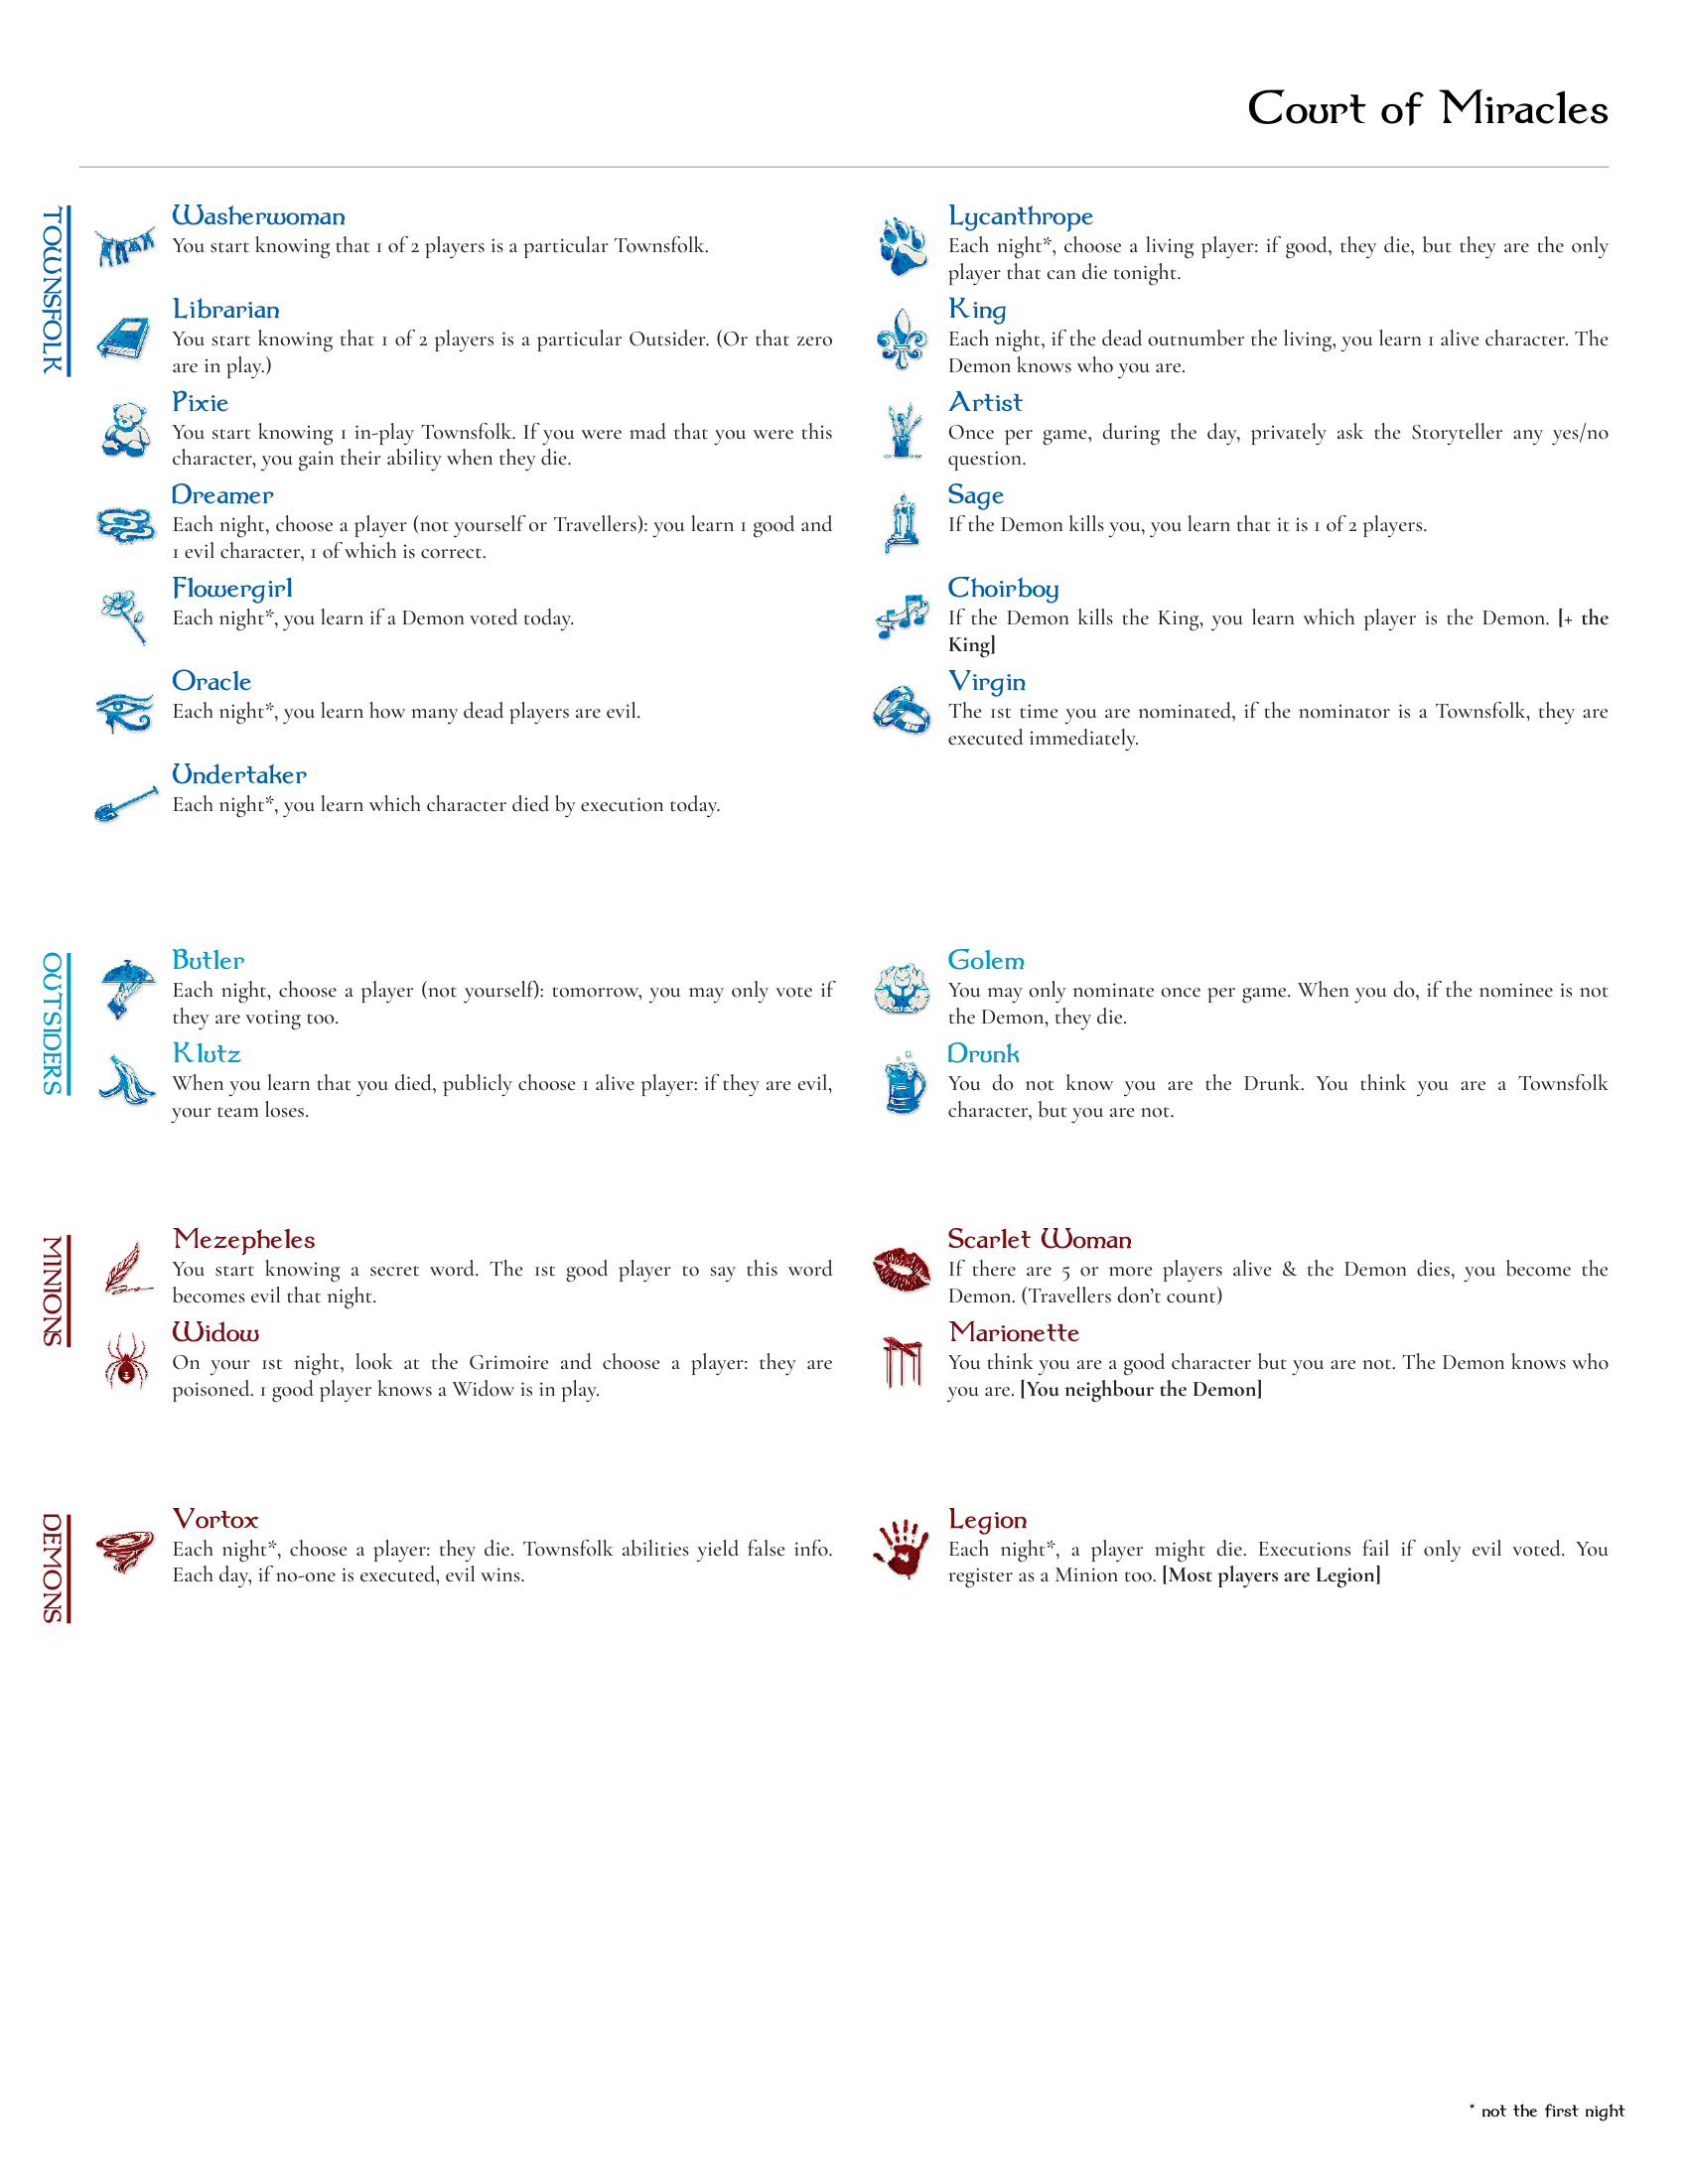 Court of Miracles
TOWNSFOLK
Washerwoman
You start knowing that 1 of 2 players is a particular Townsfolk.
Librarian
You start knowing that 1 of 2 players is a particular Outsider. (Or that zero
are in play.)
Pixie
You start knowing 1 in-play Townsfolk. If you were mad that you were this
character, you gain their ability when they die.
Dreamer
Each night, choose a player (not yourself or Travellers): you learn 1 good and
1 evil character, 1 of which is correct.
Flowergirl
Each night*, you learn if a Demon voted today.
Oracle
Each night*, you learn how many dead players are evil.
Undertaker
Each night*, you learn which character died by execution today.
Lycanthrope
Each night*, choose a living player: if good, they die, but they are the only
player that can die tonight.
King
Each night, if the dead outnumber the living, you learn 1 alive character. The
Demon knows who you are.
Artist
Once per game, during the day, privately ask the Storyteller any yes/no
question.
Sage
If the Demon kills you, you learn that it is 1 of 2 players.
Choirboy
If the Demon kills the King, you learn which player is the Demon. [+ the
King]
Virgin
The 1st time you are nominated, if the nominator is a Townsfolk, they are
executed immediately.
OUTSIDERS
Butler
Each night, choose a player (not yourself): tomorrow, you may only vote if
they are voting too.
Klutz
When you learn that you died, publicly choose 1 alive player: if they are evil,
your team loses.
Golem
You may only nominate once per game. When you do, if the nominee is not
the Demon, they die.
Drunk
You do not know you are the Drunk. You think you are a Townsfolk
character, but you are not.
MINIONS
Mezepheles
You start knowing a secret word. The 1st good player to say this word
becomes evil that night.
Widow
On your 1st night, look at the Grimoire and choose a player: they are
poisoned. 1 good player knows a Widow is in play.
Scarlet Woman
If there are 5 or more players alive & the Demon dies, you become the
Demon. (Travellers don't count)
Marionette
You think you are a good character but you are not. The Demon knows who
you are. [You neighbour the Demon]
DEMONS
Vortox
Each night*, choose a player: they die. Townsfolk abilities yield false info.
Each day, if no-one is executed, evil wins.
Legion
Each night*, a player might die. Executions fail if only evil voted. You
register as a Minion too. [Most players are Legion]
* not the first night